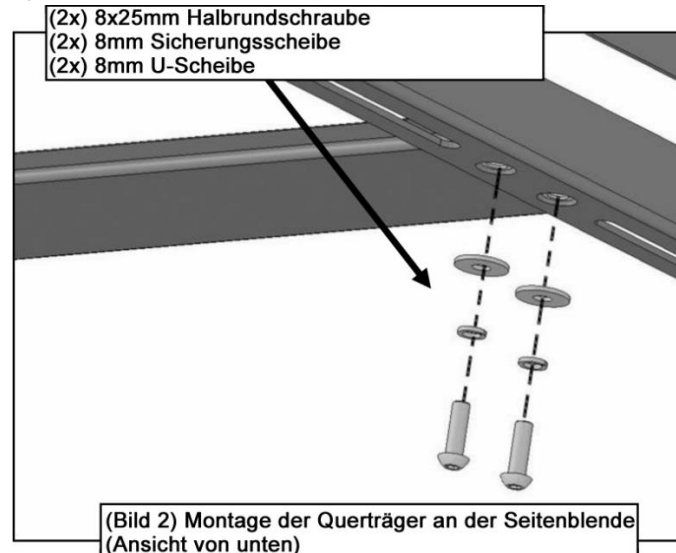 (2x) 8x25mm Halbrundschraube
(2x) 8mm Sicherungsscheibe
(2x) 8mm U-Scheibe
(Bild 2) Montage der Querträger an der Seitenblende
(Ansicht von unten)